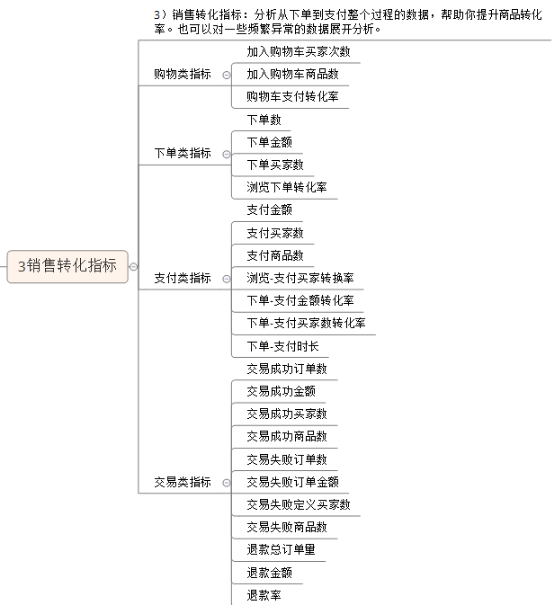 3）销售转化指标：分析从下单到支付整个过程的数据，帮助你提升商品转化
率。也可以对一些频繁异常的数据展开分析。
3销售转化指标
购物类指标
加入购物车买家次数
加入购物车商品数
购物车支付转化率
下单类指标
下单数
下单金额
下单买家数
浏览下单转化率
支付类指标
支付金额
支付买家数
支付商品数
浏览-支付买家转换率
下单-支付金额转化率
下单-支付买家数转化率
下单-支付时长
交易类指标
交易成功订单数
交易成功金额
交易成功买家数
交易成功商品数
交易失败订单数
交易失败订单金额
交易失败定义买家数
交易失败商品数
退款总订单量
退款金额
退款率